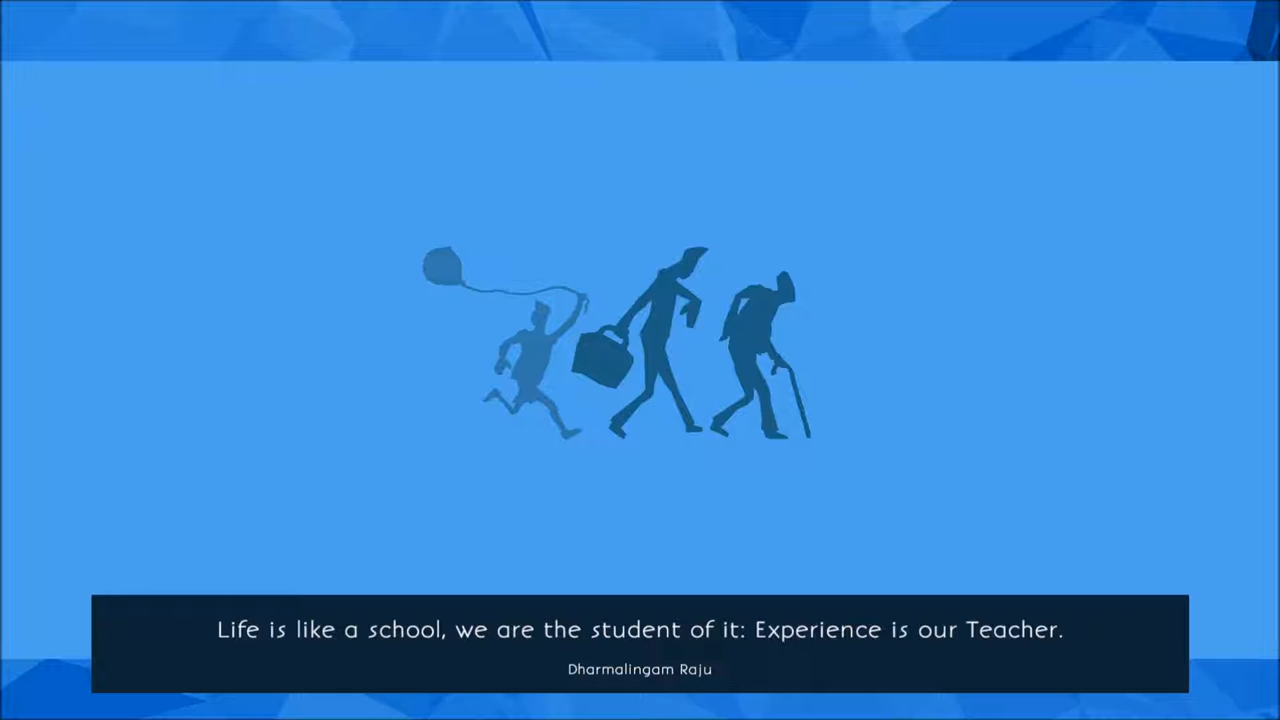 Life is like a school, we are the student of it: Experience is our Teacher.
Dharmalingam Raju